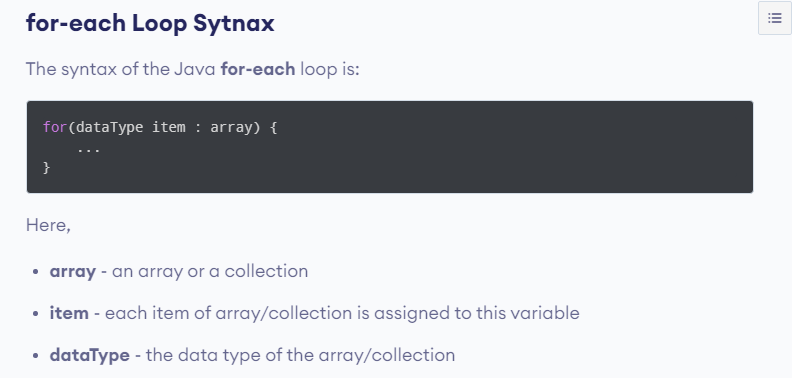 for-each Loop Sytnax
The syntax of the Java for-each loop is:
for(dataType item : array) {
...
}
Here,
• array - an array or a collection
• item - each item of array/collection is assigned to this variable
• dataType - the data type of the array/collection